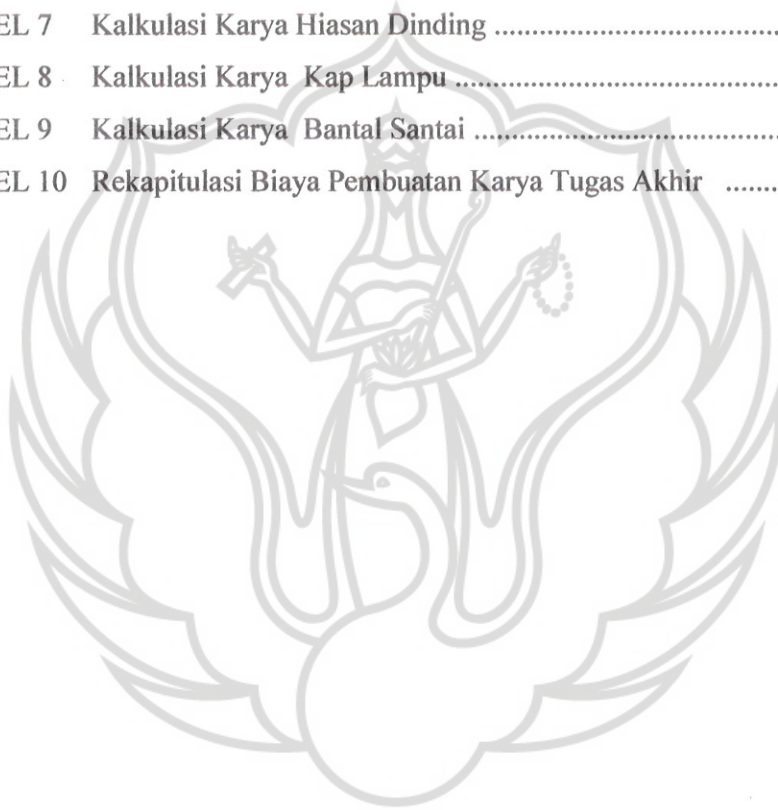 EL 7 Kalkulasi Karya Hiasan Dinding ....................................
EL 8 Kalkulasi Karya Kap Lampu ..........................................
EL 9 Kalkulasi Karya Bantal Santai .......................................
EL 10 Rekapitulasi Biaya Pembuatan Karya Tugas Akhir ........